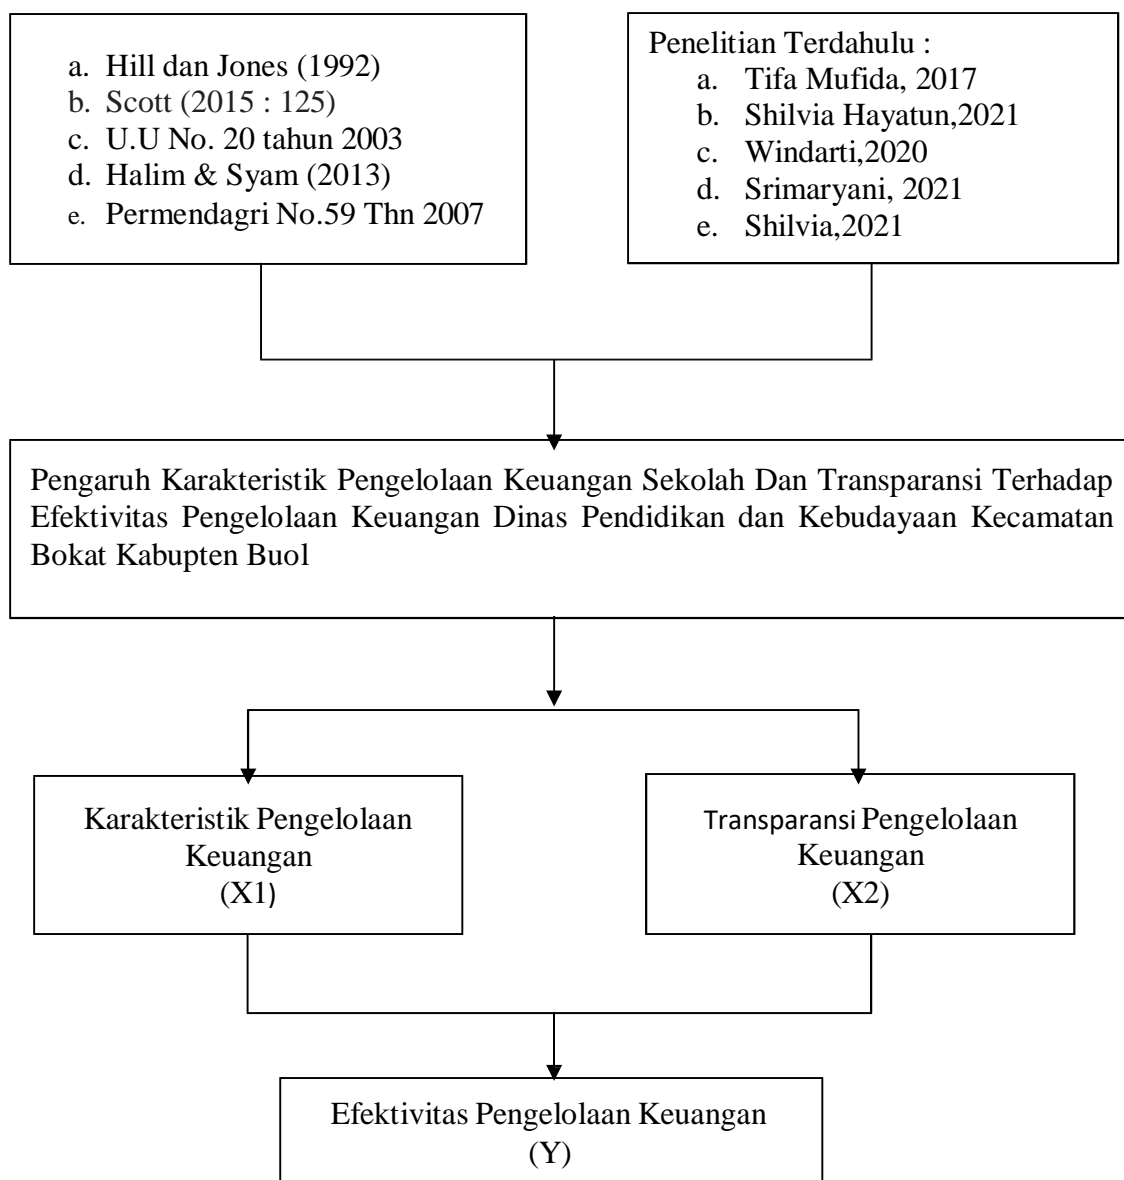 a. Hill dan Jones (1992)
b. Scott (2015 : 125)
c. U.U No. 20 tahun 2003
d. Halim & Syam (2013)
e. Permendagri No.59 Thn 2007
Penelitian Terdahulu :
a. Tifa Mufida, 2017
b. Shilvia Hayatun,2021
c. Windarti,2020
d. Srimaryani, 2021
e. Shilvia,2021
Pengaruh Karakteristik Pengelolaan Keuangan Sekolah Dan Transparansi Terhadap
Efektivitas Pengelolaan Keuangan Dinas Pendidikan dan Kebudayaan Kecamatan
Bokat Kabupten Buol
Karakteristik Pengelolaan
Keuangan
(X1)
Transparansi Pengelolaan
Keuangan
(X2)
Efektivitas Pengelolaan Keuangan
(Y)